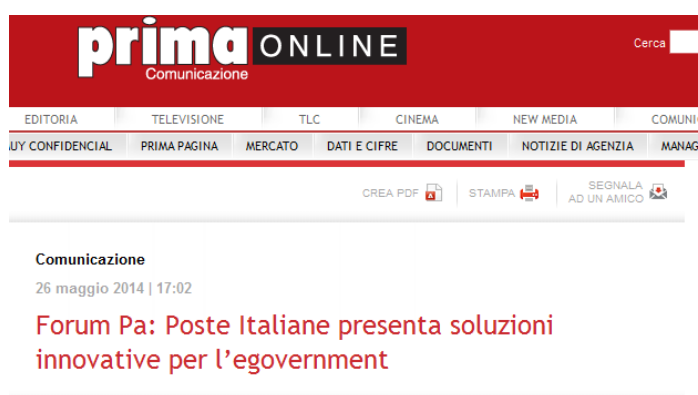 prima ONLINE
Comunicazione
Cerca
EDITORIA TELEVISIONE TLC CINEMA NEW MEDIA
CONFIDENCIAL PRIMA PAGINA MERCATO DATI E CIFRE DOCUMENTI NOTIZIE DI AGENZIA
CREA PDF STAMPA SEGNALA
AD UN AMICO
Comunicazione
26 maggio 2014 | 17:02
Forum Pa: Poste Italiane presenta soluzioni
innovative per l’egovernment